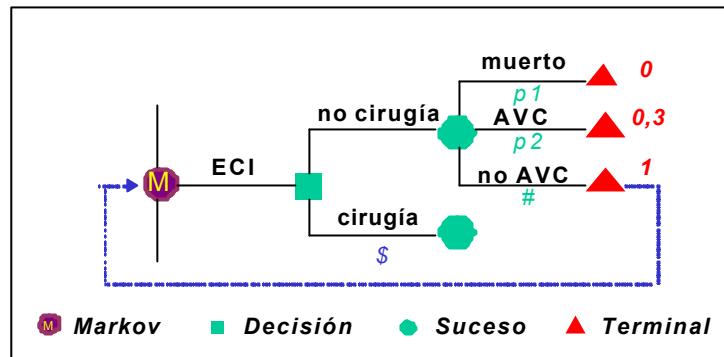 muerto 0
p1
no cirugía AVC 0,3
p2
M ECI no AVC 1
#
cirugía
$
M Markov Decisión Suceso Terminal